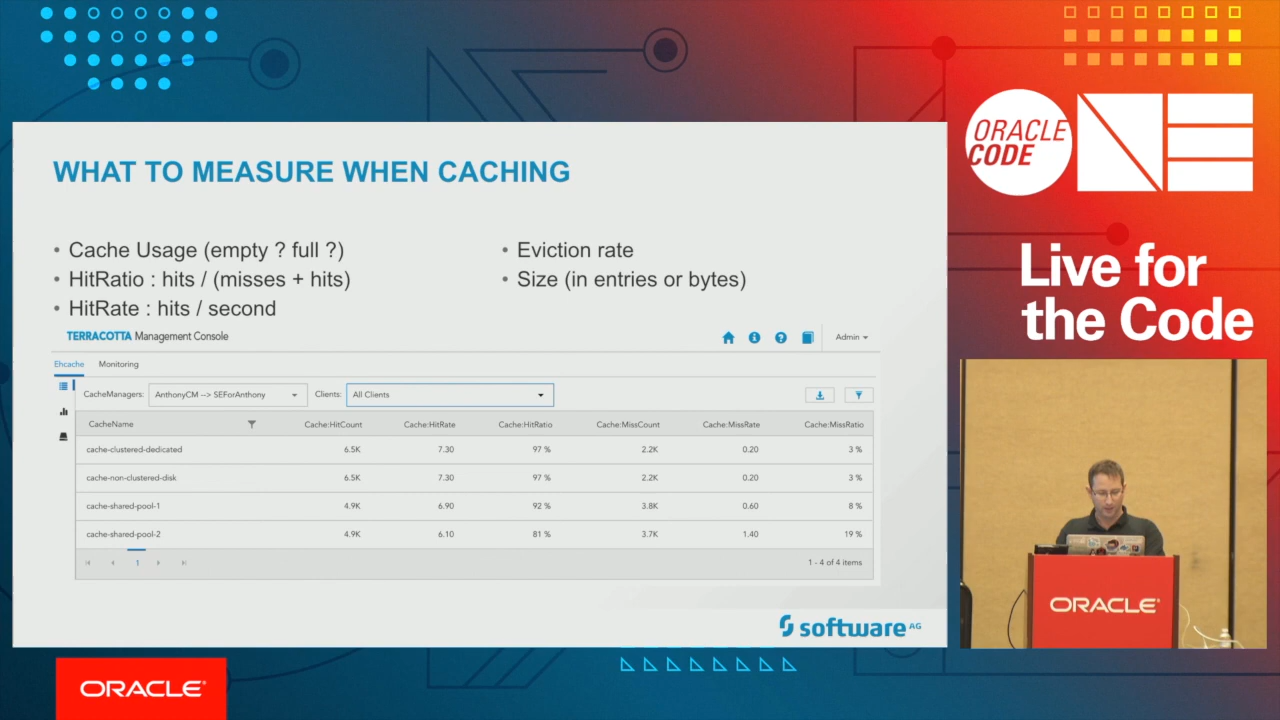 WHAT TO MEASURE WHEN CACHING
• Cache Usage (empty ? full ?)
• HitRatio : hits / (misses + hits)
• HitRate : hits / second
• Eviction rate
• Size (in entries or bytes)
TERRACOTTA Management Console
Admin
Ehcache Monitoring
CacheManagers: AnthonyCM --> SEForAnthony Clients: All Clients
CacheName Cache:HitCount Cache:HitRate Cache:HitRatio Cache:MissCount Cache:MissRate Cache:MissRatio
cache-clustered-dedicated 6.5K 7.30 97 % 2.2K 0.20 3 %
cache-non-clustered-disk 6.5K 7.30 97 % 2.2K 0.20 3 %
cache-shared-pool-1 4.9K 6.90 92 % 3.8K 0.60 8 %
cache-shared-pool-2 4.9K 6.10 81 % 3.7K 1.40 19 %
1 1 - 4 of 4 items
software AG
ORACLE
CODE
ONE
Live for
the Code
ORACLE
ORACLE